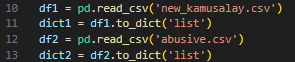 10 df1 = pd.read_csv('new_kamusalay.csv')
11 dict1 = df1.to_dict('list')
12 df2 = pd.read_csv('abusive.csv')
13 dict2 = df2.to_dict('list')